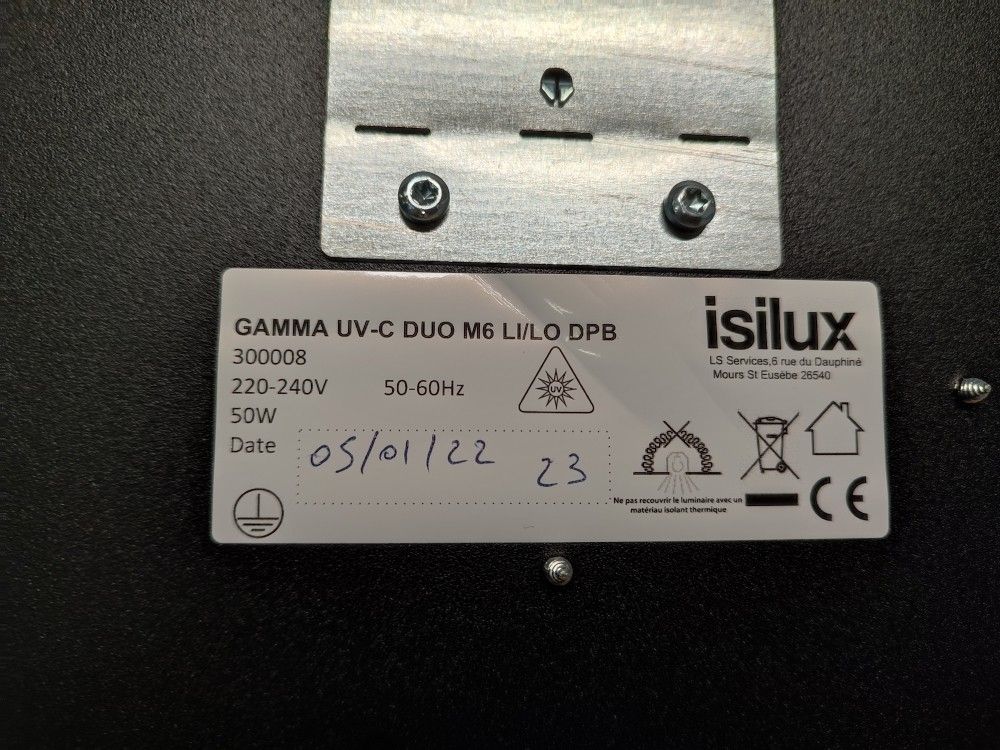 GAMMA UV-C DUO M6 LI/LO DPB
300008
220-240V 50-60Hz
50W
Date 05/01/22 23
UV
isilux
LS Services,6 rue du Dauphiné
Mours St Eusèbe 26540
Ne pas recouvrir le luminaire avec un
matériau isolant thermique
CE